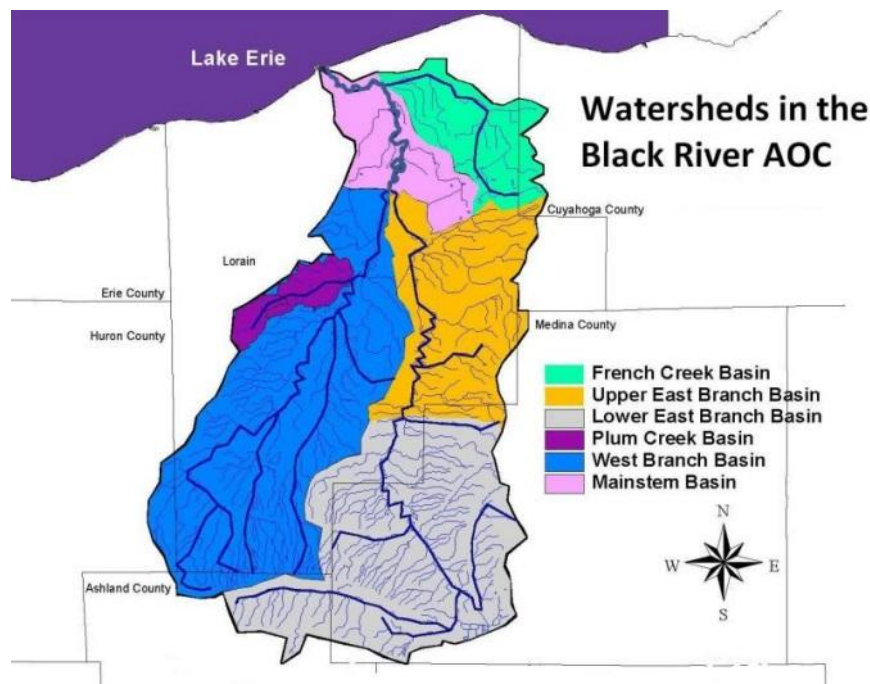 Lake Erie
Watersheds in the
Black River AOC
Cuyahoga County
Lorain
Erie County
Huron County
Medina County
French Creek Basin
Upper East Branch Basin
Lower East Branch Basin
Plum Creek Basin
West Branch Basin
Mainstem Basin
N
W E
S
Ashland County